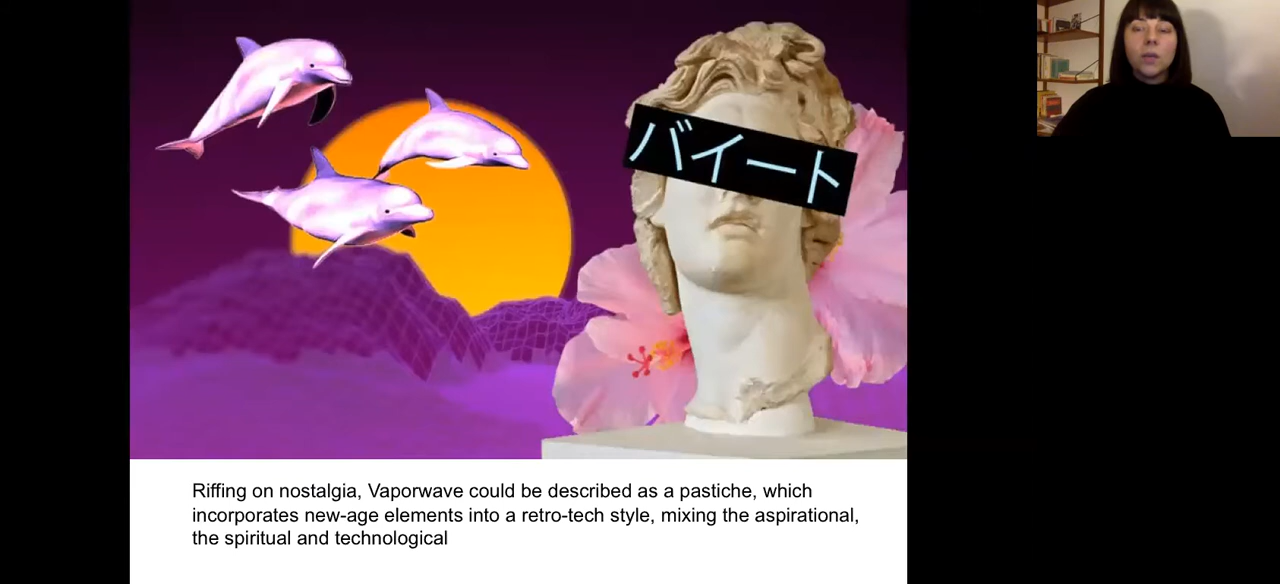 バイート
Riffing on nostalgia, Vaporwave could be described as a pastiche, which
incorporates new-age elements into a retro-tech style, mixing the aspirational,
the spiritual and technological